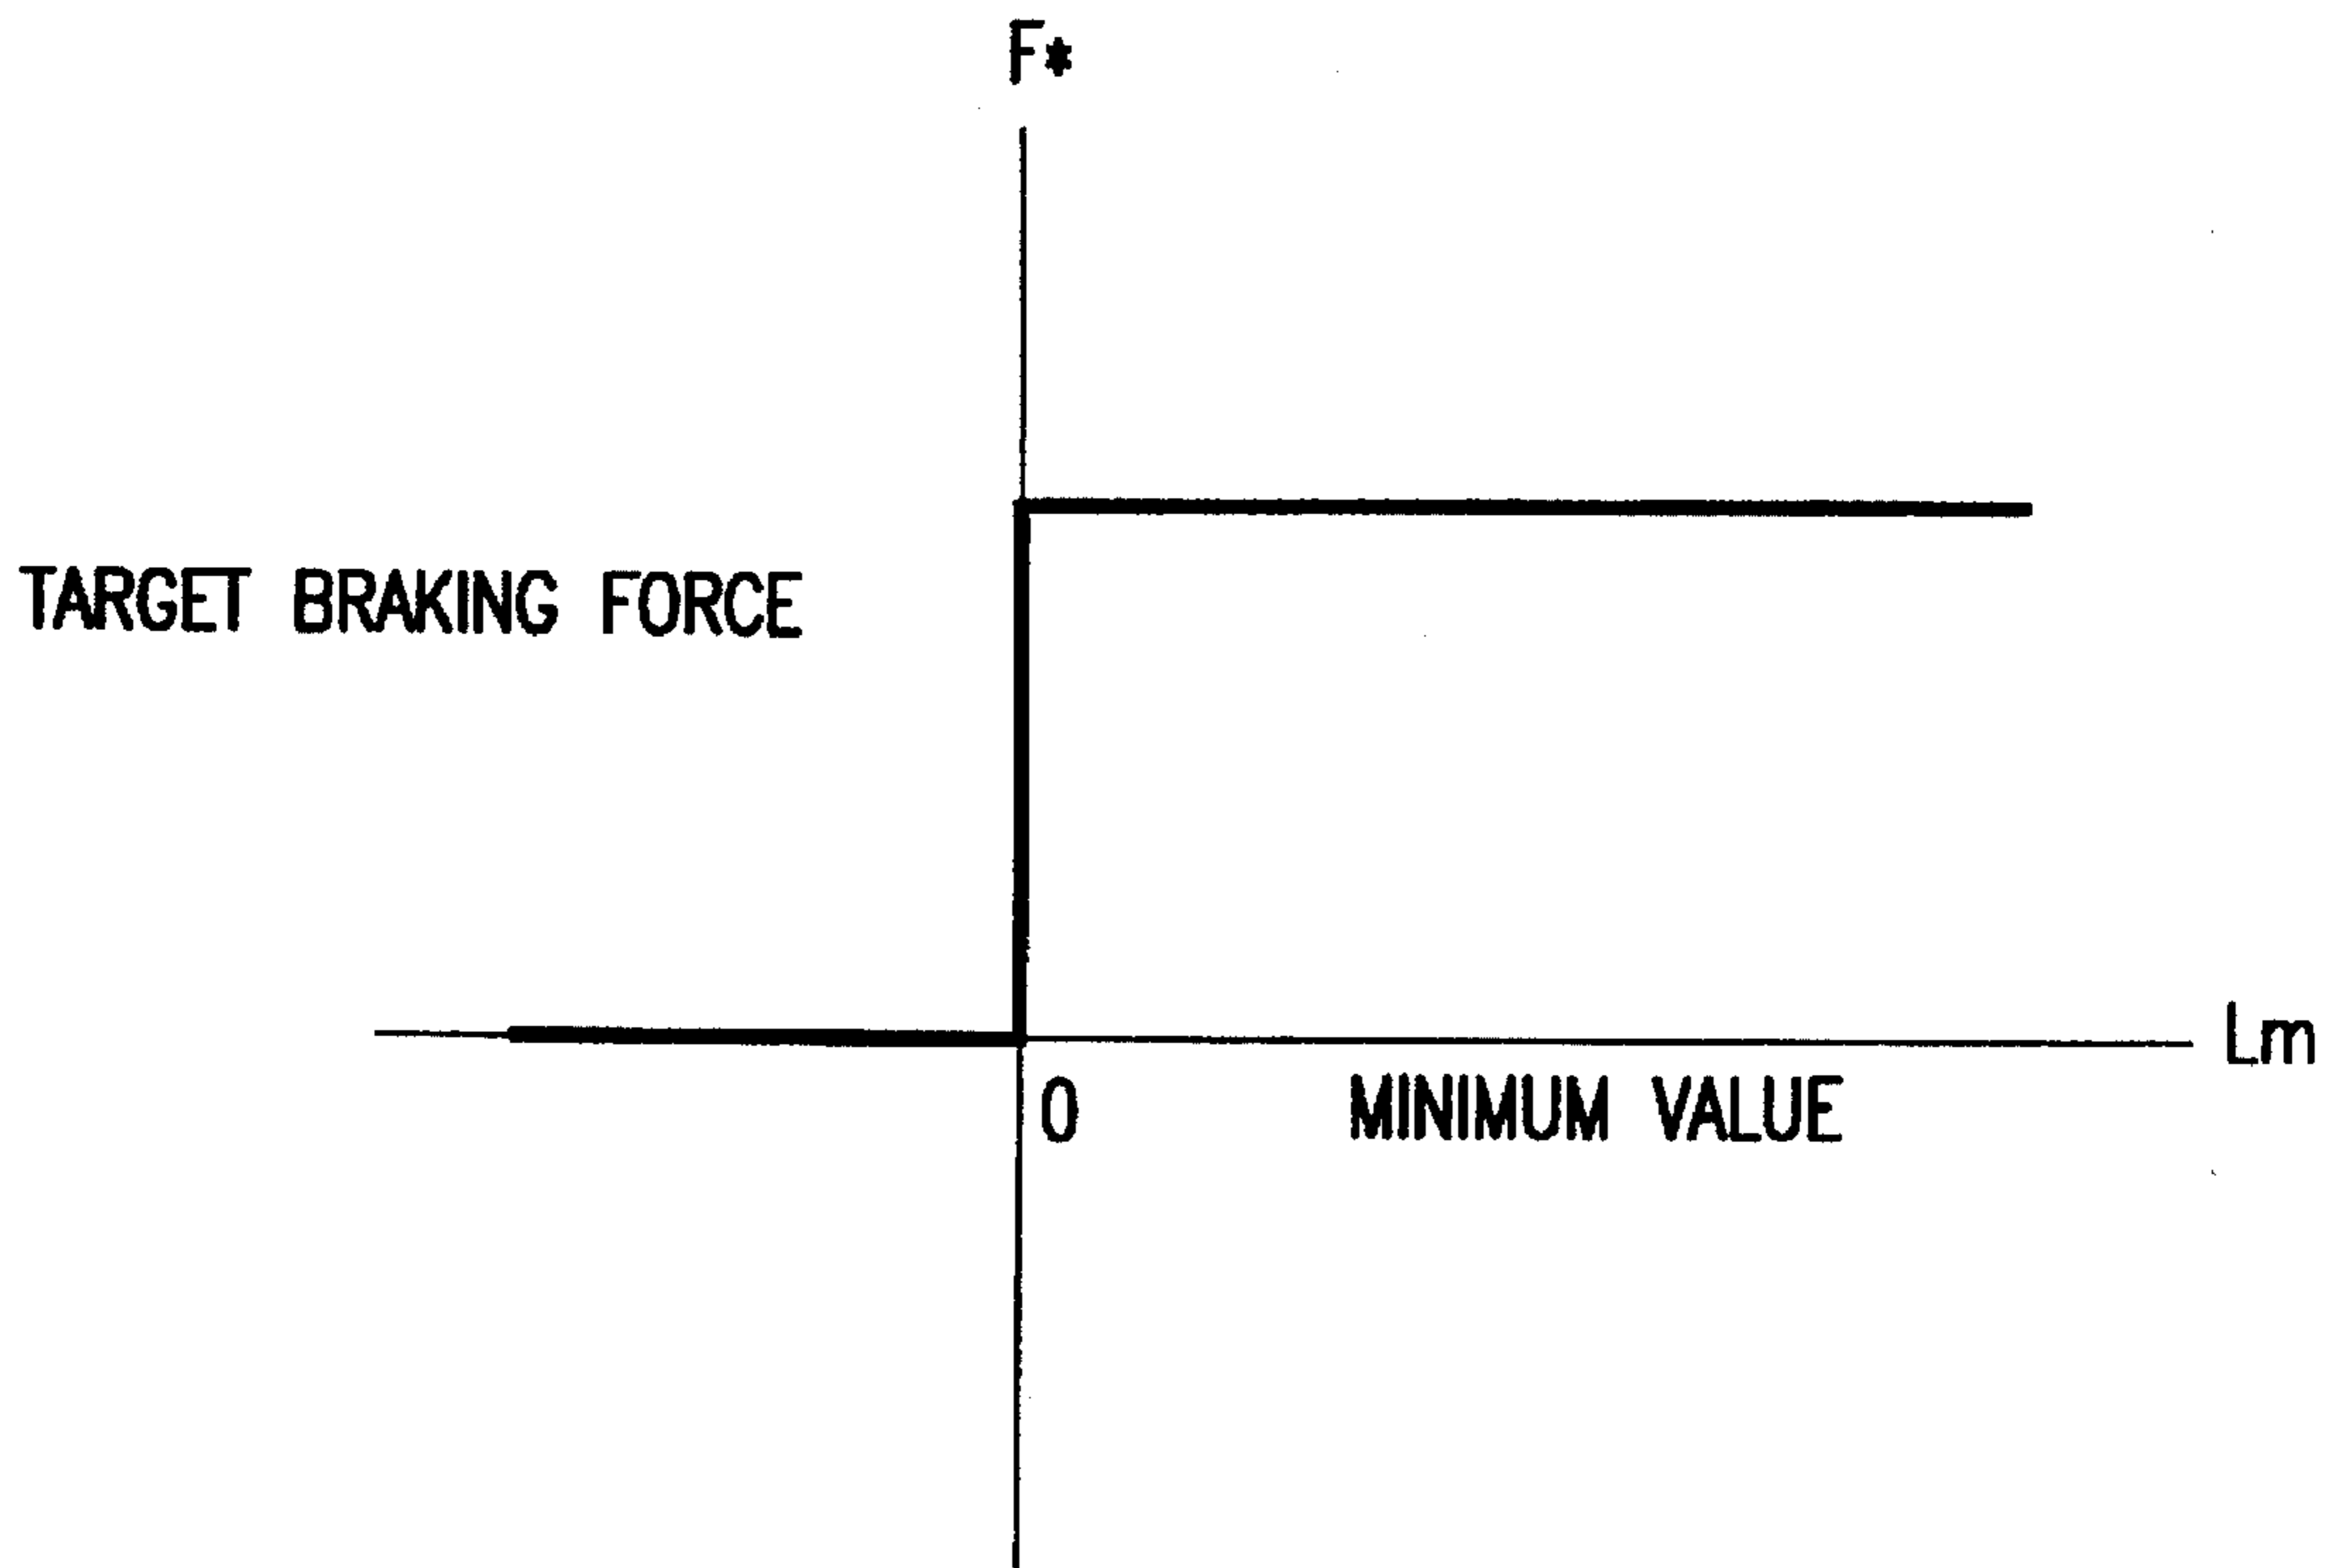 F*
TARGET BRAKING FORCE
Lm
0
MINIMUM VALUE